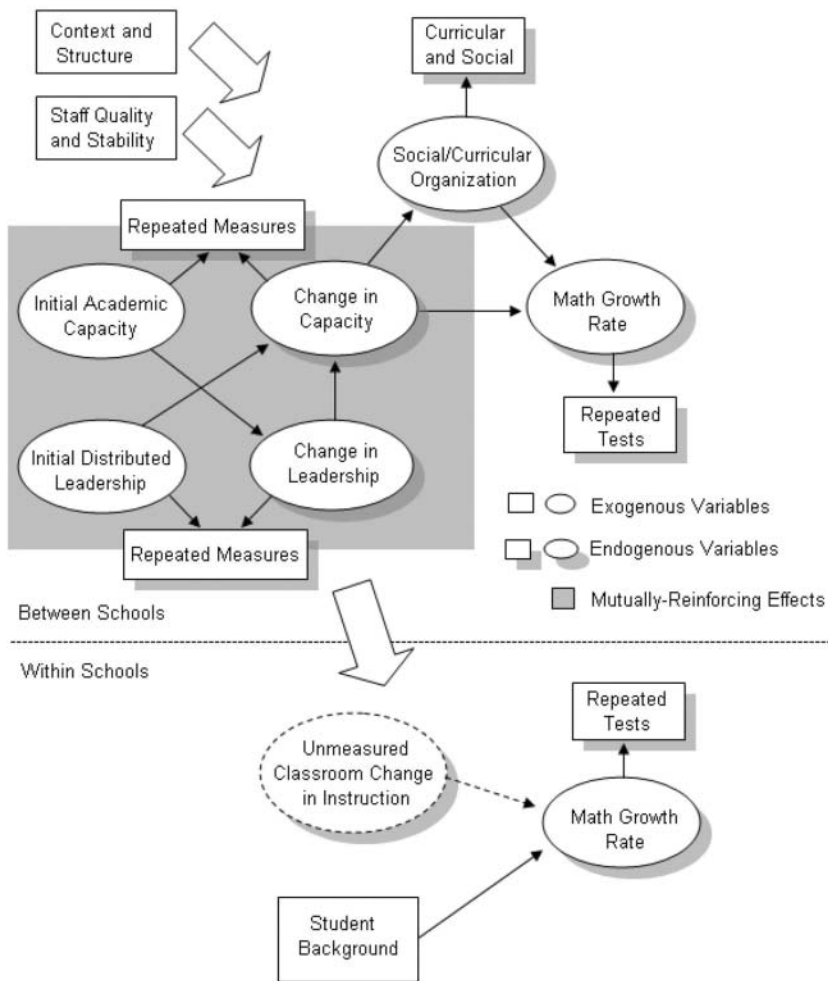 Context and
Structure
Staff Quality
and Stability
Curricular
and Social
Social/Curricular
Organization
Repeated Measures
Initial Academic
Capacity
Change in
Capacity
Math Growth
Rate
Initial Distributed
Leadership
Change in
Leadership
Repeated
Tests
Repeated Measures
Exogenous Variables
Endogenous Variables
Mutually-Reinforcing Effects
Between Schools
Within Schools
Repeated
Tests
Unmeasured
Classroom Change
in Instruction
Math Growth
Rate
Student
Background